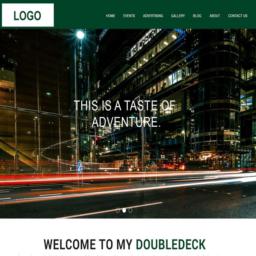 LOGO
HOME EVENTS ADVERTISING GALLERY BLOG ABOUT CONTACT US
THIS IS A TASTE OF
ADVENTURE.
WELCOME TO MY DOUBLEDECK